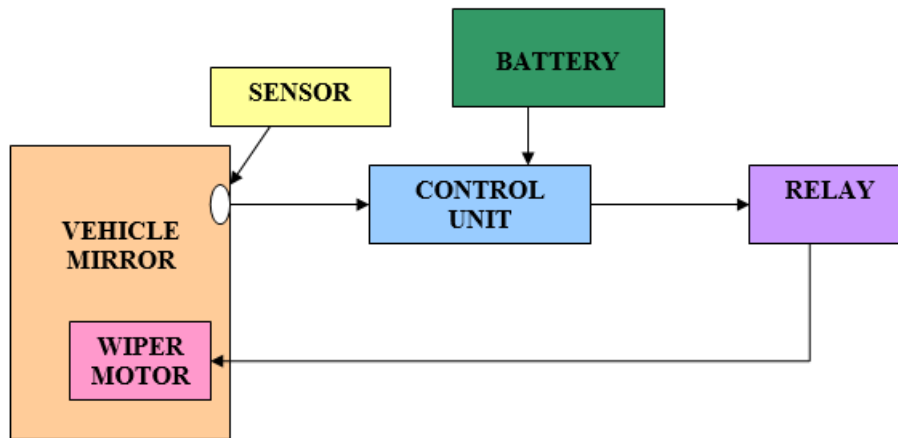 BATTERY
SENSOR
CONTROL
UNIT
RELAY
VEHICLE
MIRROR
WIPER
MOTOR